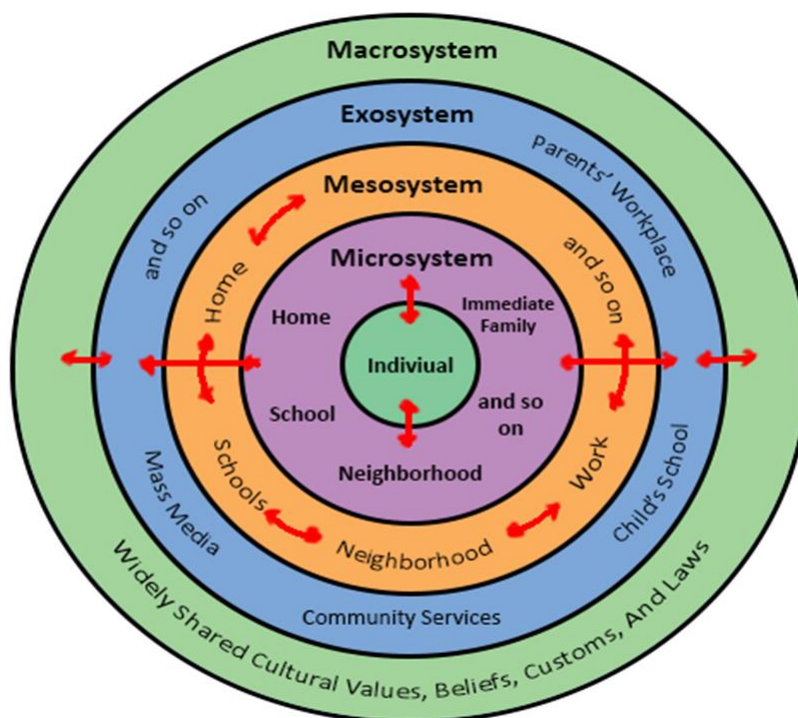 Macrosystem
Exosystem
Parents' Workplace
and so on
Mesosystem
Home
and so on
Microsystem
Home
Immediate
Family
Indiviual
School
and so
on
Neighborhood
Schools
Work
Neighborhood
Mass Media
Child's School
Community Services
Widely Shared Cultural Values, Beliefs, Customs, And Laws